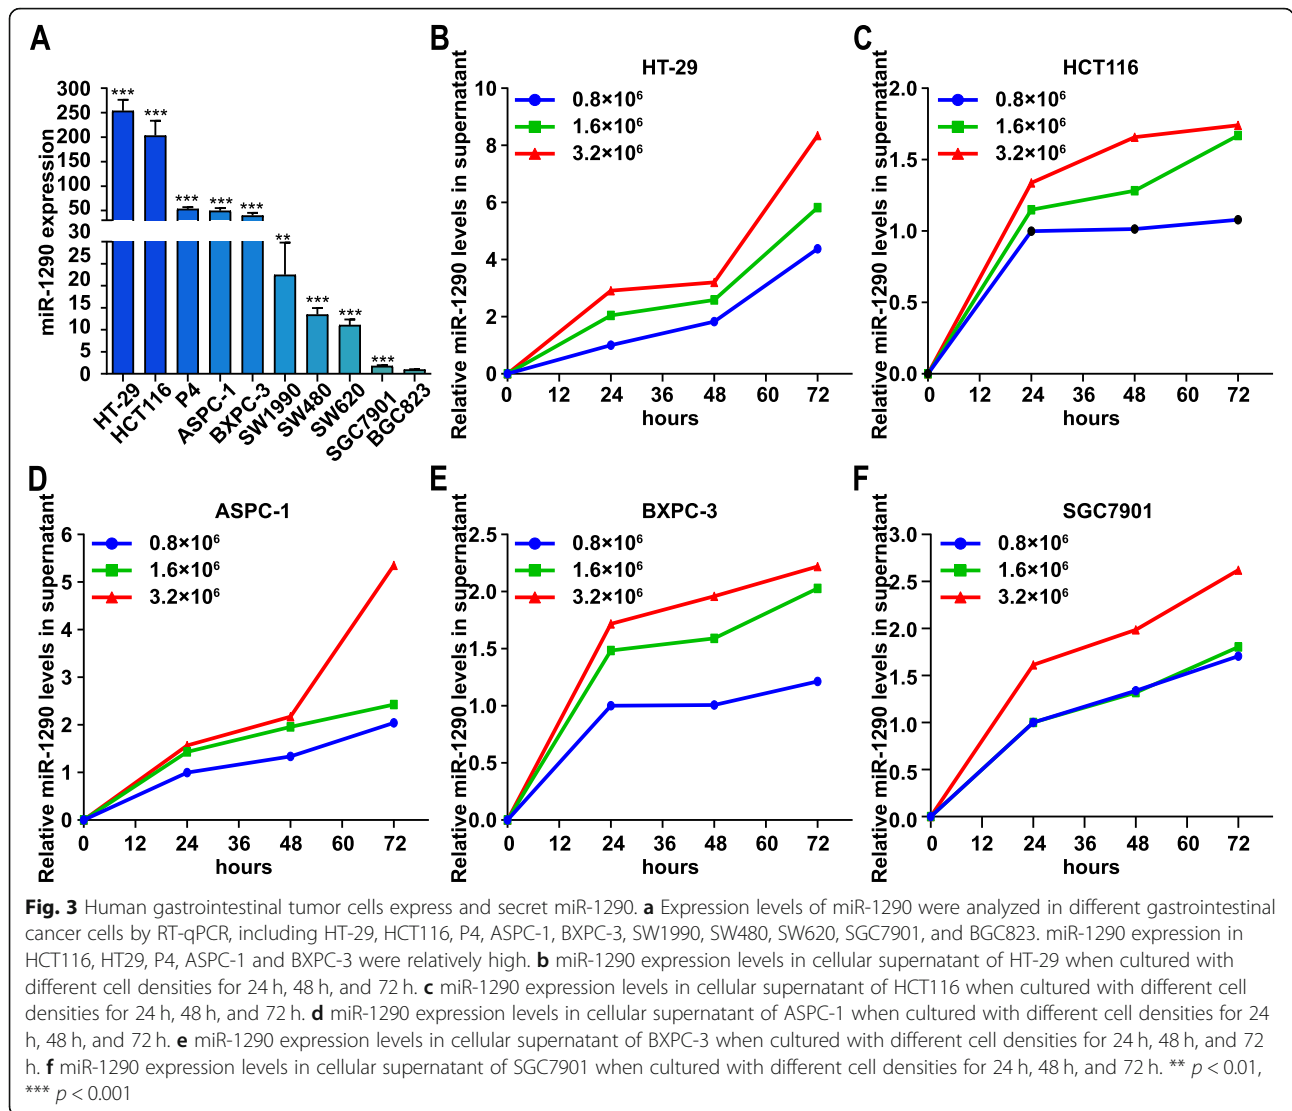 A
miR-1290 expression
300
250
200
150
100
50
30
25
20
15
10
5
0
***
***
***
***
***
**
***
***
***
HT-29
HCT116
P4
ASPC-1
BXPC-3
SW1990
SW480
SW620
SGC7901
BGC823
B
HT-29
Relative miR-1290 levels in supernatant
10
8
6
4
2
0
0.8×10⁶
1.6×10⁶
3.2×10⁶
0 12 24 36 48 60 72
hours
C
HCT116
Relative miR-1290 levels in supernatant
2.0
1.5
1.0
0.5
0.0
0.8×10⁶
1.6×10⁶
3.2×10⁶
0 12 24 36 48 60 72
hours
D
ASPC-1
Relative miR-1290 levels in supernatant
6
5
4
3
2
1
0
0.8×10⁶
1.6×10⁶
3.2×10⁶
0 12 24 36 48 60 72
hours
E
BXPC-3
Relative miR-1290 levels in supernatant
2.5
2.0
1.5
1.0
0.5
0.0
0.8×10⁶
1.6×10⁶
3.2×10⁶
0 12 24 36 48 60 72
hours
F
SGC7901
Relative miR-1290 levels in supernatant
3.0
2.5
2.0
1.5
1.0
0.5
0.0
0.8×10⁶
1.6×10⁶
3.2×10⁶
0 12 24 36 48 60 72
hours
Fig. 3 Human gastrointestinal tumor cells express and secret miR-1290. a Expression levels of miR-1290 were analyzed in different gastrointestinal
cancer cells by RT-qPCR, including HT-29, HCT116, P4, ASPC-1, BXPC-3, SW1990, SW480, SW620, SGC7901, and BGC823. miR-1290 expression in
HCT116, HT29, P4, ASPC-1 and BXPC-3 were relatively high. b miR-1290 expression levels in cellular supernatant of HT-29 when cultured with
different cell densities for 24 h, 48 h, and 72 h. c miR-1290 expression levels in cellular supernatant of HCT116 when cultured with different cell
densities for 24 h, 48 h, and 72 h. d miR-1290 expression levels in cellular supernatant of ASPC-1 when cultured with different cell densities for 24
h, 48 h, and 72 h. e miR-1290 expression levels in cellular supernatant of BXPC-3 when cultured with different cell densities for 24 h, 48 h, and 72
h. f miR-1290 expression levels in cellular supernatant of SGC7901 when cultured with different cell densities for 24 h, 48 h, and 72 h. ** p < 0.01,
*** p < 0.001